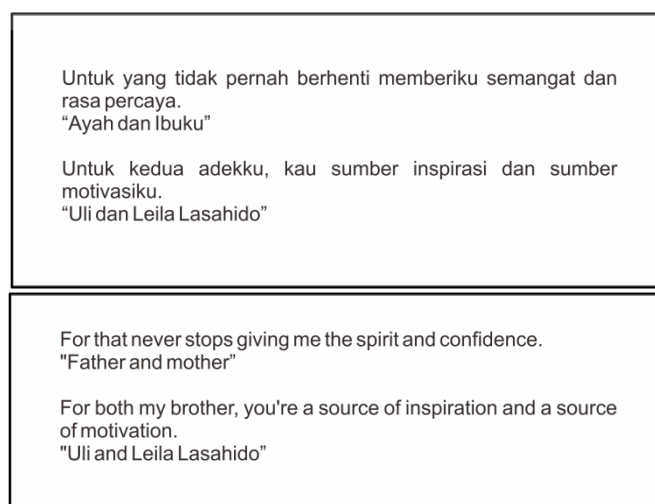 Untuk yang tidak pernah berhenti memberiku semangat dan
rasa percaya.
“Ayah dan Ibuku”
Untuk kedua adekku, kau sumber inspirasi dan sumber
motivasiku.
“Uli dan Leila Lasahido”
For that never stops giving me the spirit and confidence.
"Father and mother”
For both my brother, you're a source of inspiration and a source
of motivation.
"Uli and Leila Lasahido”